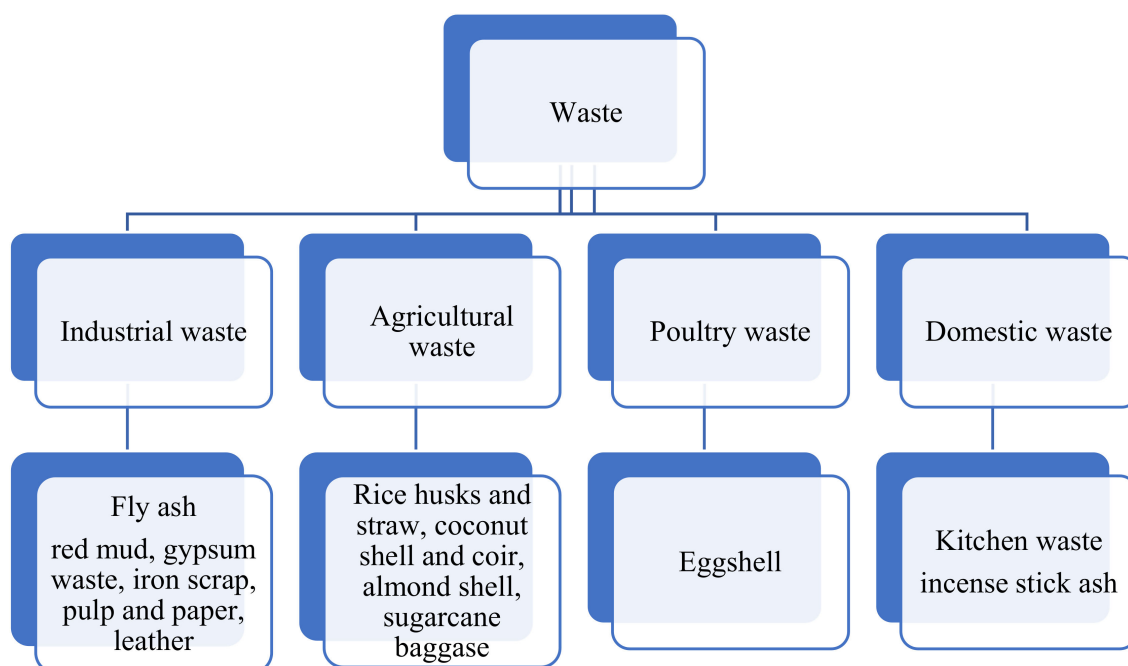 Waste
Industrial waste
Agricultural
waste
Poultry waste
Domestic waste
Fly ash
red mud, gypsum
waste, iron scrap,
pulp and paper,
leather
Rice husks and
straw, coconut
shell and coir,
almond shell,
sugarcane
baggase
Eggshell
Kitchen waste
incense stick ash